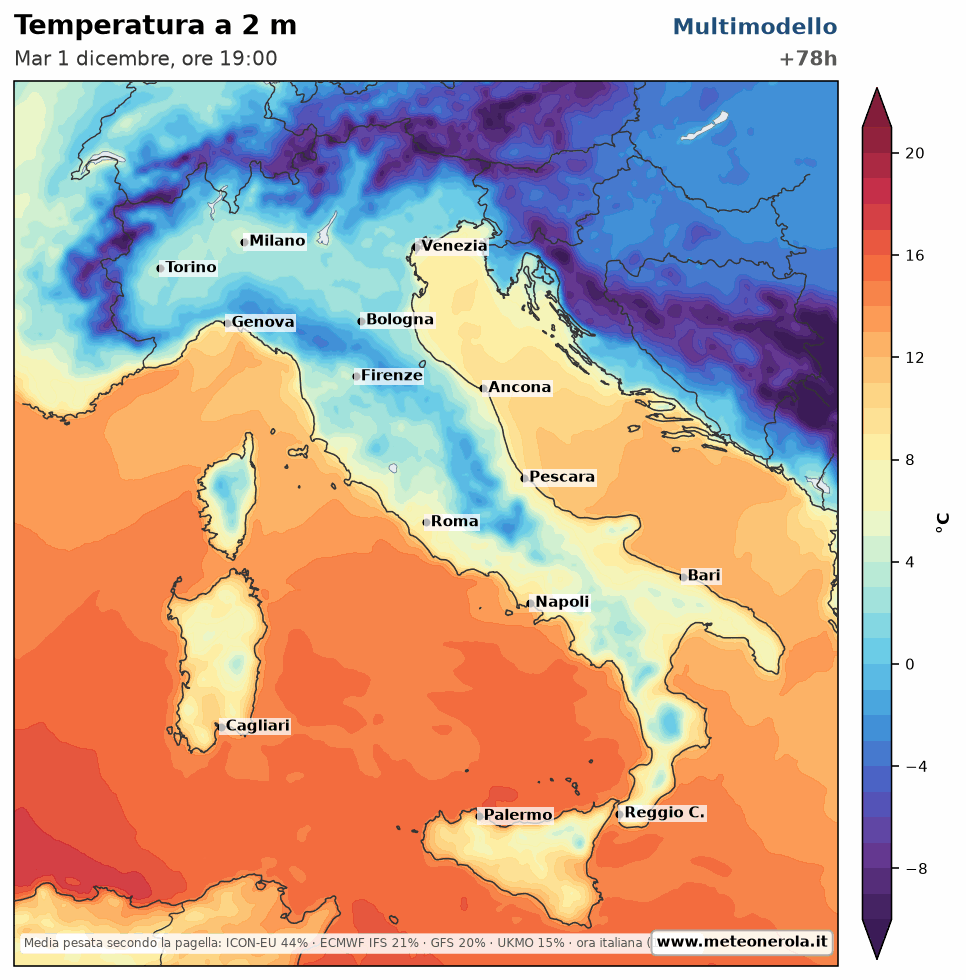 Temperatura a 2 m
Multimodello
Mar 1 dicembre, ore 19:00
+78h
20
16
12
8
4
0
−4
−8
°C
Venezia
Milano
Torino
Genova
Bologna
Firenze
Ancona
Pescara
Roma
Bari
Napoli
Cagliari
Palermo
Reggio C.
Media pesata secondo la pagella: ICON-EU 44% · ECMWF IFS 21% · GFS 20% · UKMO 15% · ora italiana (
www.meteonerola.it